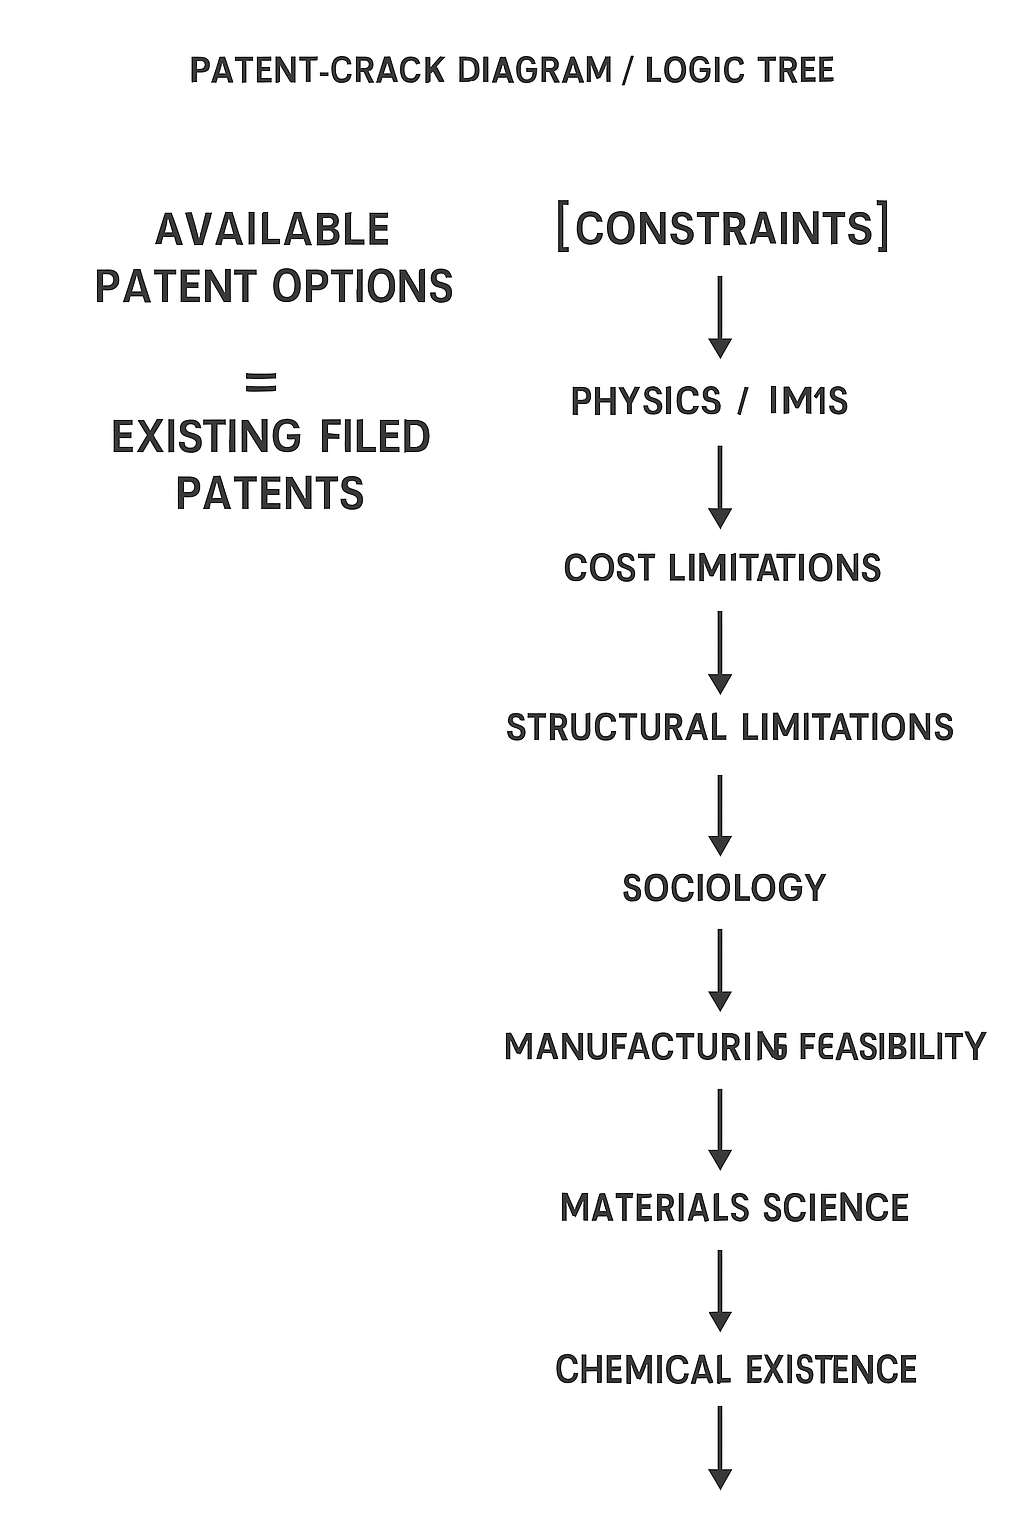 PATENT-CRACK DIAGRAM / LOGIC TREE
AVAILABLE
PATENT OPTIONS
=
EXISTING FILED
PATENTS
[CONSTRAINTS]
PHYSICS / IM1S
COST LIMITATIONS
STRUCTURAL LIMITATIONS
SOCIOLOGY
MANUFACTURING FEASIBILITY
MATERIALS SCIENCE
CHEMICAL EXISTENCE